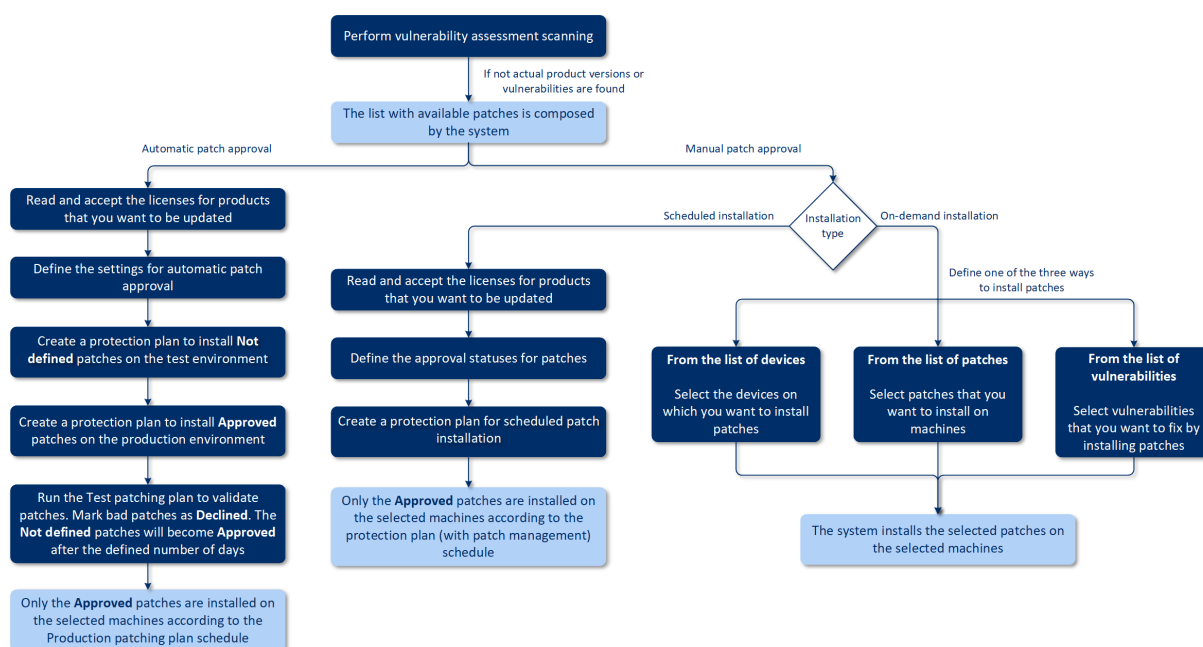 Perform vulnerability assessment scanning
If not actual product versions or
vulnerabilities are found
The list with available patches is composed
by the system
Automatic patch approval
Manual patch approval
Read and accept the licenses for products
that you want to be updated
Define the settings for automatic patch
approval
Create a protection plan to install Not
defined patches on the test environment
Create a protection plan to install Approved
patches on the production environment
Run the Test patching plan to validate
patches. Mark bad patches as Declined. The
Not defined patches will become Approved
after the defined number of days
Only the Approved patches are installed on
the selected machines according to the
Production patching plan schedule
Installation
type
Scheduled installation
On-demand installation
Read and accept the licenses for products
that you want to be updated
Define the approval statuses for patches
Create a protection plan for scheduled patch
installation
Only the Approved patches are installed on
the selected machines according to the
protection plan (with patch management)
schedule
Define one of the three ways
to install patches
From the list of devices
Select the devices on
which you want to install
patches
From the list of patches
Select patches that you
want to install on
machines
From the list of
vulnerabilities
Select vulnerabilities
that you want to fix by
installing patches
The system installs the selected patches on
the selected machines